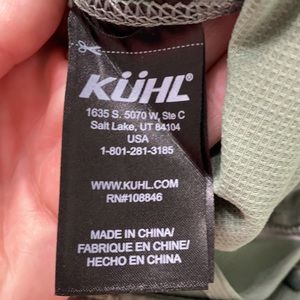 KÜHL®
1635 S. 5070 W, Ste C
Salt Lake, UT 84104
USA
1-801-281-3185
WWW.KUHL.COM
RN#108846
MADE IN CHINA/
FABRIQUE EN CHINE/
HECHO EN CHINA